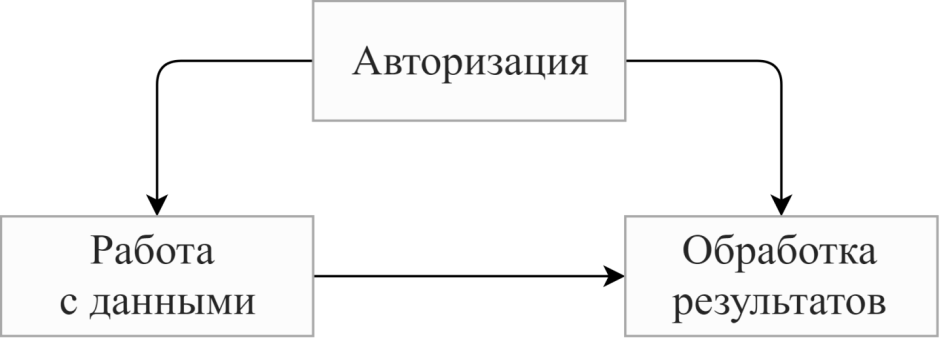 Авторизация
Работа
с данными
Обработка
результатов